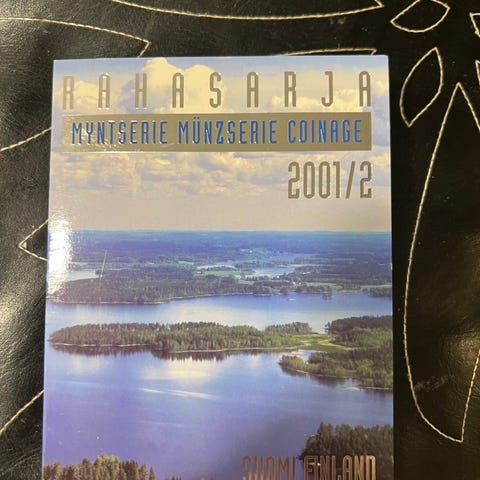 RAHASARJA
MYNTSERIE MÜNZSERIE COINAGE
2001/2
SUOMI FINLAND